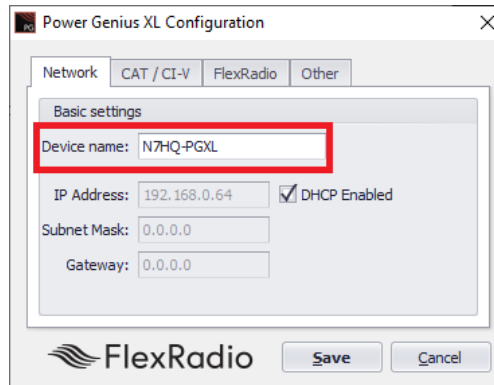 PG Power Genius XL Configuration
Network CAT / CI-V FlexRadio Other
Basic settings
Device name: N7HQ-PGXL
IP Address: 192.168.0.64 DHCP Enabled
Subnet Mask: 0.0.0.0
Gateway: 0.0.0.0
FlexRadio Save Cancel